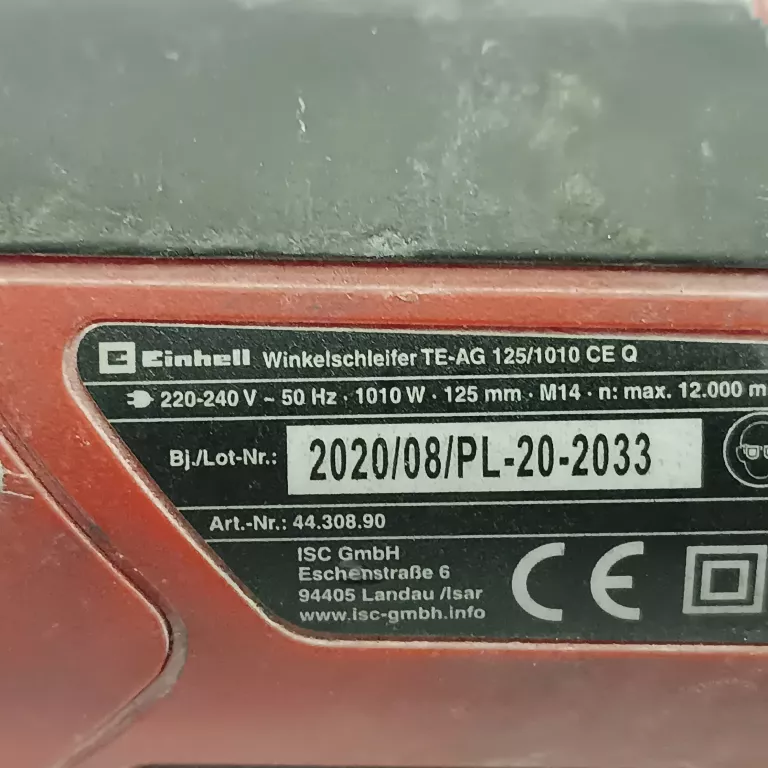 Einhell Winkelschleifer TE-AG 125/1010 CE Q
220-240 V ~ 50 Hz · 1010 W · 125 mm · M14 · n: max. 12.000 m
Bj./Lot-Nr.: 2020/08/PL-20-2033
Art.-Nr.: 44.308.90
ISC GmbH
Eschenstraße 6
94405 Landau /Isar
www.isc-gmbh.info
CE